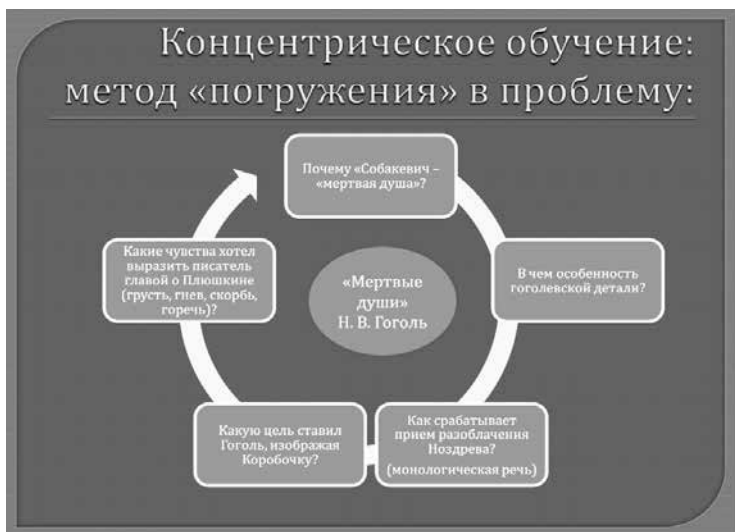 Концентрическое обучение:
метод «погружения» в проблему:
Почему «Собакевич –
«мертвая душа»?
В чем особенность
гоголевской детали?
Как срабатывает
прием разоблачения
Ноздрева?
(монологическая речь)
Какую цель ставил
Гоголь, изображая
Коробочку?
Какие чувства хотел
выразить писатель
главой о Плюшкине
(грусть, гнев, скорбь,
горечь)?
«Мертвые
души»
Н. В. Гоголь